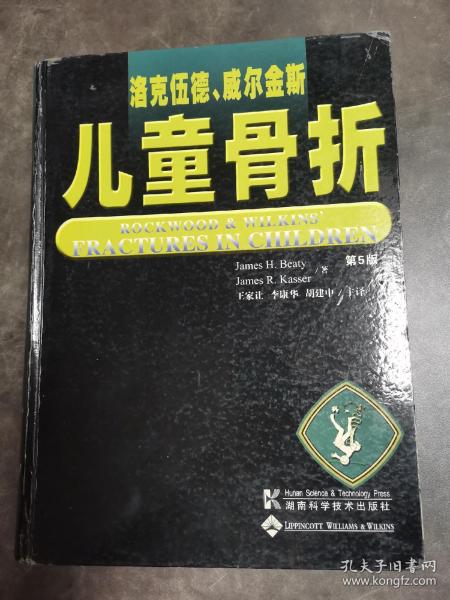 洛克伍德、威尔金斯
儿童骨折
ROCKWOOD & WILKINS'
FRACTURES IN CHILDREN
James H. Beaty
James R. Kasser
著
第5版
王家让 李康华 胡建中 主译
Hunan Science & Technology Press
湖南科学技术出版社
LIPPINCOTT WILLIAMS & WILKINS
孔夫子旧书网
www.kongfz.com